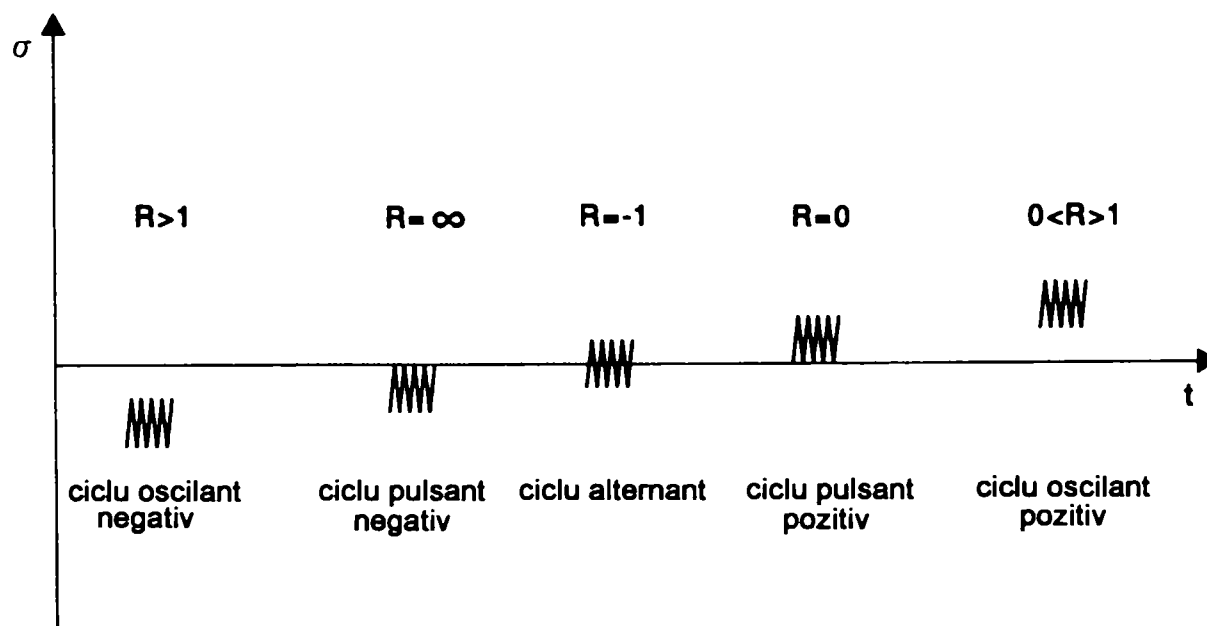 σ
R>1 R=∞ R=-1 R=0 0<R>1
t
ciclu oscilant negativ
ciclu pulsant negativ
ciclu alternant
ciclu pulsant pozitiv
ciclu oscilant pozitiv